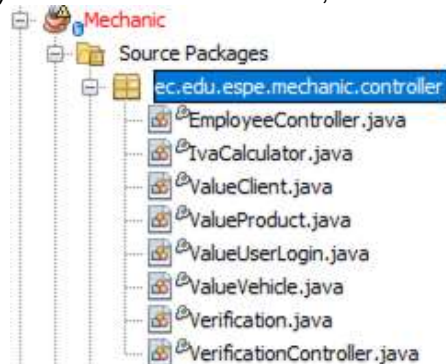 Mechanic
Source Packages
ec.edu.espe.mechanic.controller
EmployeeController.java
IvaCalculator.java
ValueClient.java
ValueProduct.java
ValueUserLogin.java
ValueVehicle.java
Verification.java
VerificationController.java